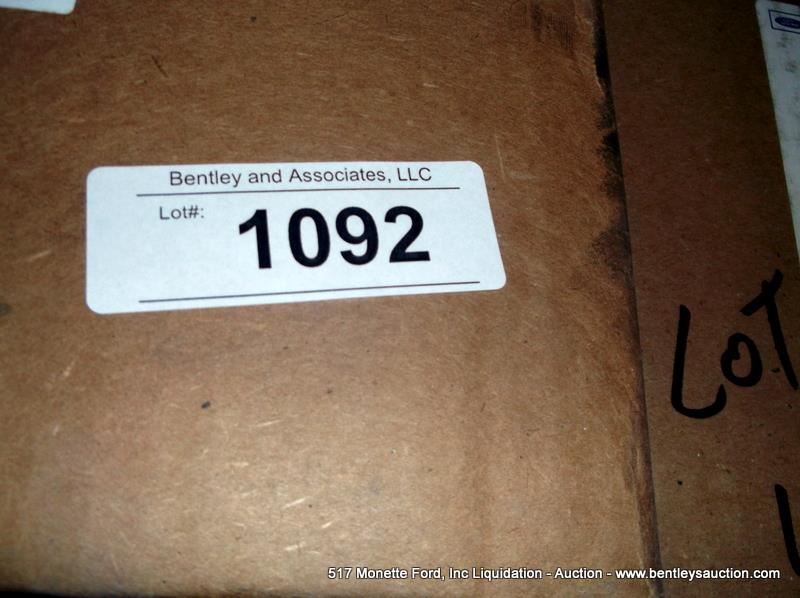 Bentley and Associates, LLC
Lot#:
1092
LOT
517 Monette Ford, Inc Liquidation - Auction - www.bentleysauction.com